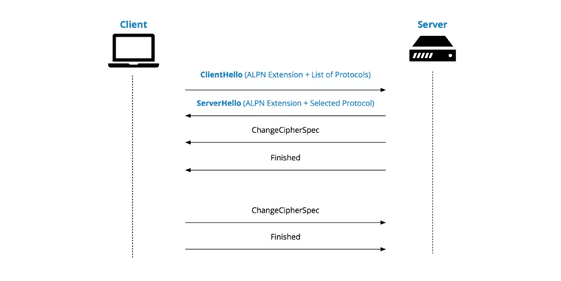 Client
Server
ClientHello (ALPN Extension + List of Protocols)
ServerHello (ALPN Extension + Selected Protocol)
ChangeCipherSpec
Finished
ChangeCipherSpec
Finished